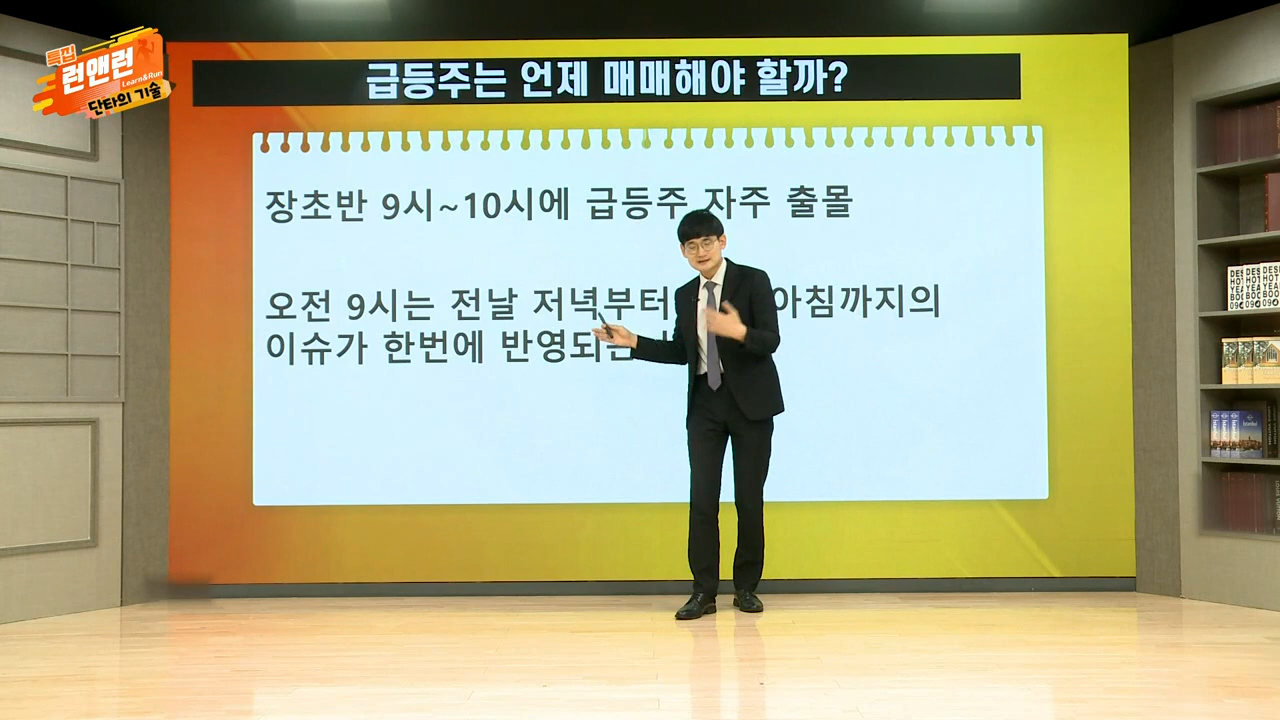 특집
런앤런
Learn&Run
단타의 기술
급등주는 언제 매매해야 할까?
장초반 9시~10시에 급등주 자주 출몰
오전 9시는 전날 저녁부터 아침까지의
이슈가 한번에 반영되는